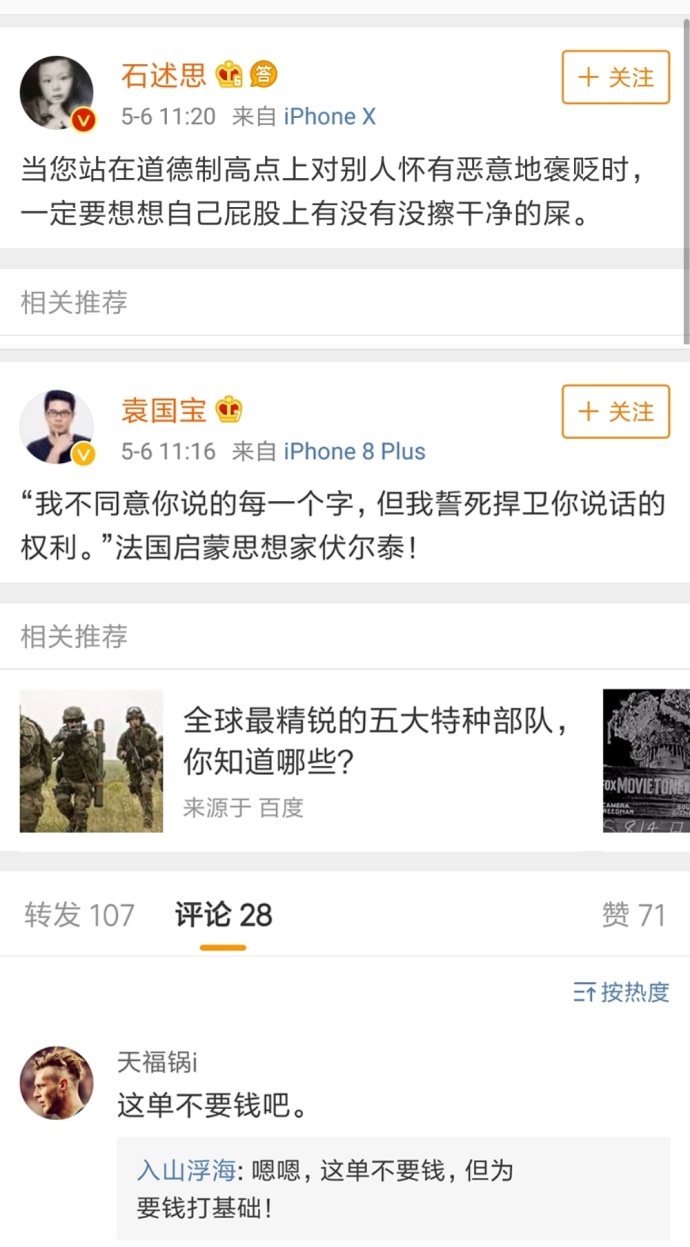 石述思 6 答
5-6 11:20 来自 iPhone X
+ 关注
当您站在道德制高点上对别人怀有恶意地褒贬时，
一定要想想自己屁股上有没有没擦干净的屎。
相关推荐
袁国宝
5-6 11:16 来自 iPhone 8 Plus
+ 关注
“我不同意你说的每一个字，但我誓死捍卫你说话的
权利。”法国启蒙思想家伏尔泰！
相关推荐
全球最精锐的五大特种部队，
你知道哪些？
来源于 百度
FOX MOVIETONE
CAMERA
REEDMAN
转发 107 评论 28 赞 71
按热度
天福锅i
这单不要钱吧。
入山浮海: 嗯嗯，这单不要钱，但为
要钱打基础！